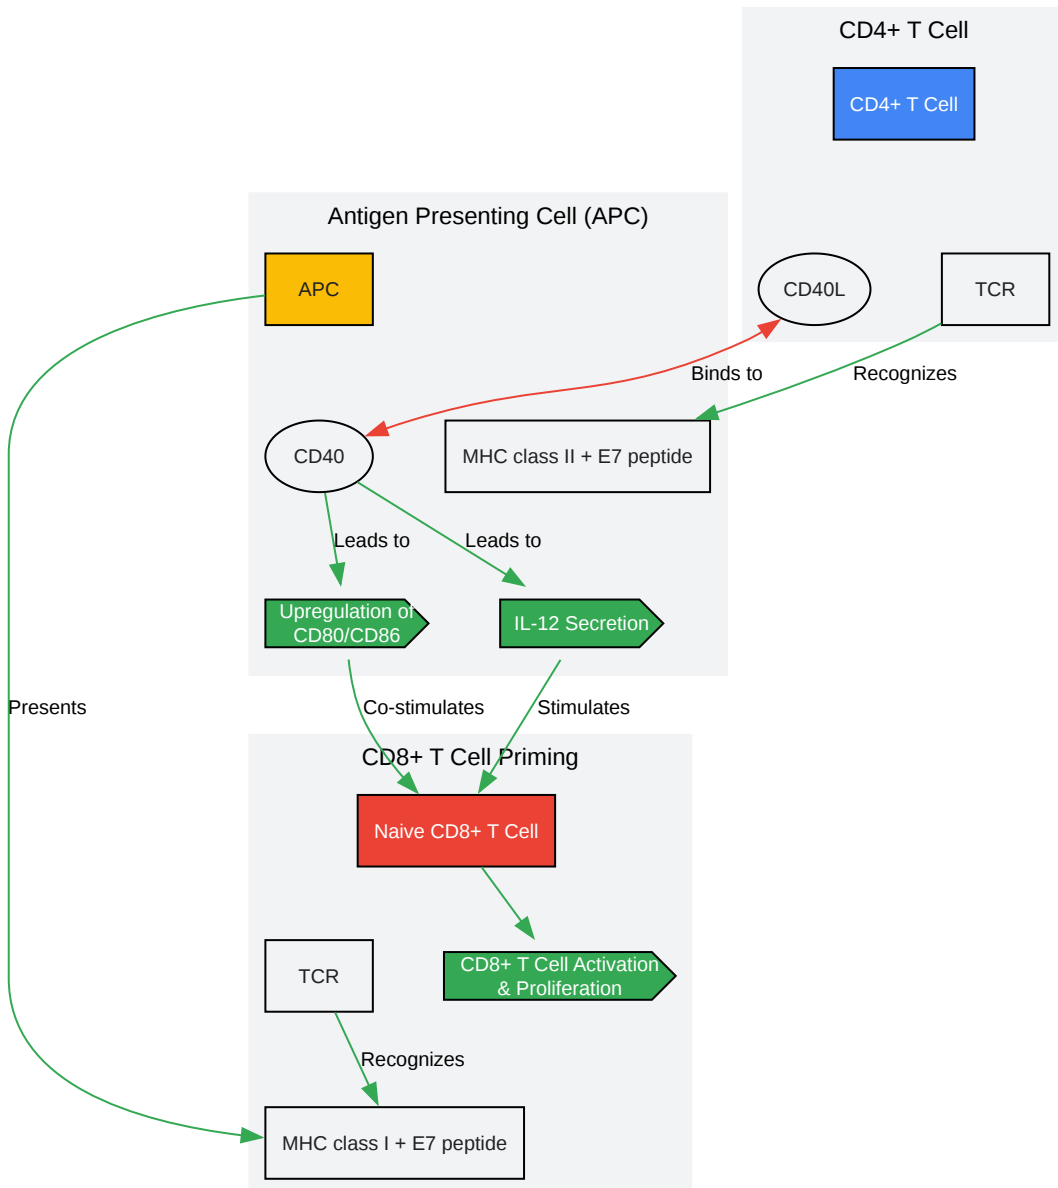 CD4+ T Cell
CD4+ T Cell
Antigen Presenting Cell (APC)
APC
CD40L
TCR
Binds to
Recognizes
CD40
MHC class II + E7 peptide
Leads to
Leads to
Upregulation of
CD80/CD86
IL-12 Secretion
Presents
Co-stimulates
Stimulates
CD8+ T Cell Priming
Naive CD8+ T Cell
TCR
CD8+ T Cell Activation
& Proliferation
Recognizes
MHC class I + E7 peptide